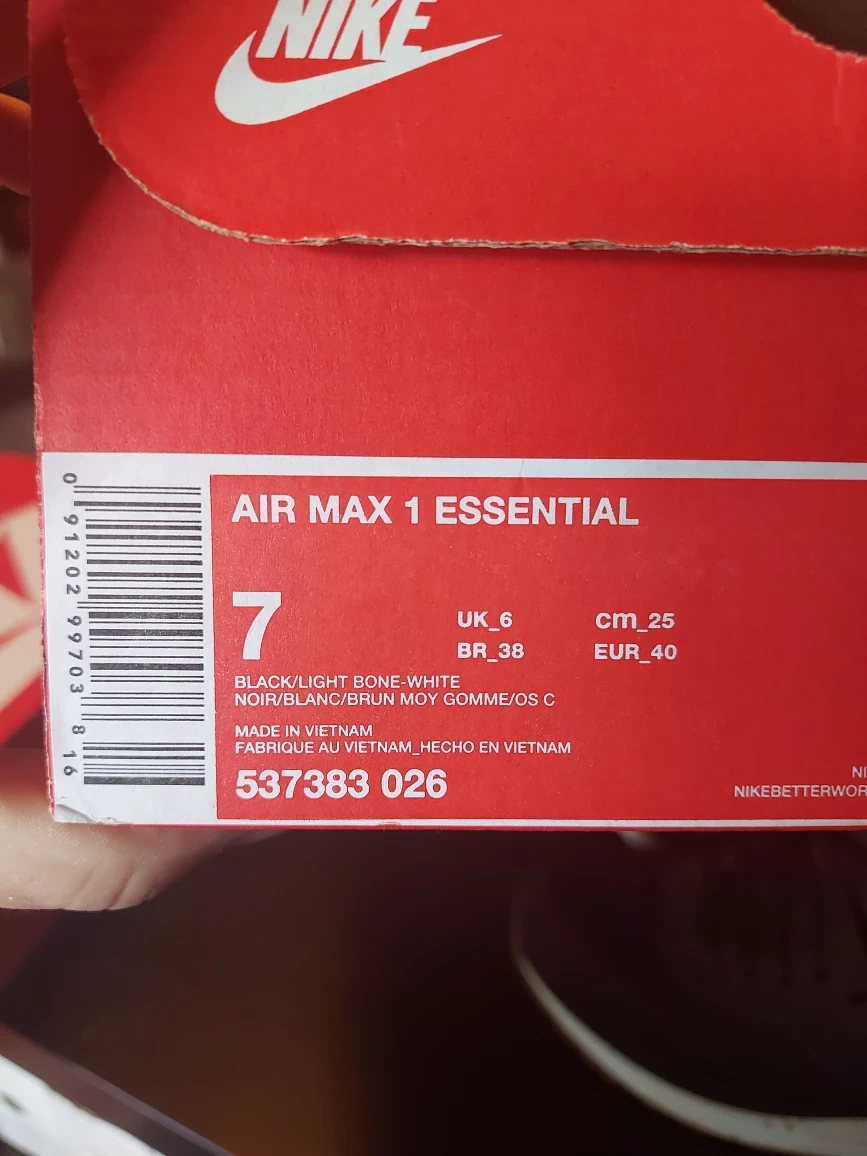 NIKE
AIR MAX 1 ESSENTIAL
7
UK_6
cm_25
BR_38
EUR_40
BLACK/LIGHT BONE-WHITE
NOIR/BLANC/BRUN MOY GOMME/OS C
MADE IN VIETNAM
FABRIQUE AU VIETNAM_HECHO EN VIETNAM
537383 026
NI
NIKEBETTERWOR
0 91202 99703 8 16